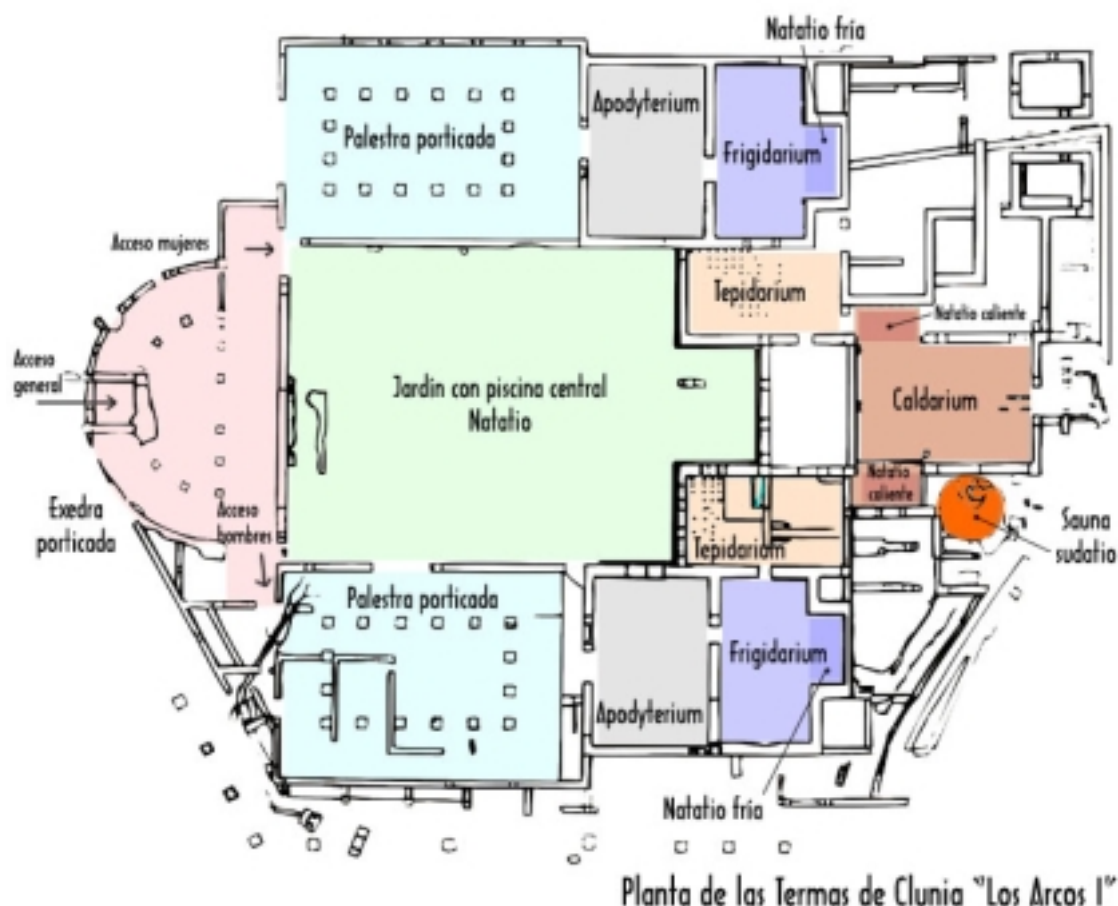 Natatio fría
Apodyterium
Palestra porticada
Frigidarium
Acceso mujeres
Tepidarium
Natatio caliente
Acceso
general
Jardín con piscina central
Natatio
Caldarium
Natatio
caliente
Exedra
porticada
Acceso
hombres
Sauna
sudatio
Tepidarium
Palestra porticada
Frigidarium
Apodyterium
Natatio fría
Planta de las Termas de Clunia "Los Arcos I"